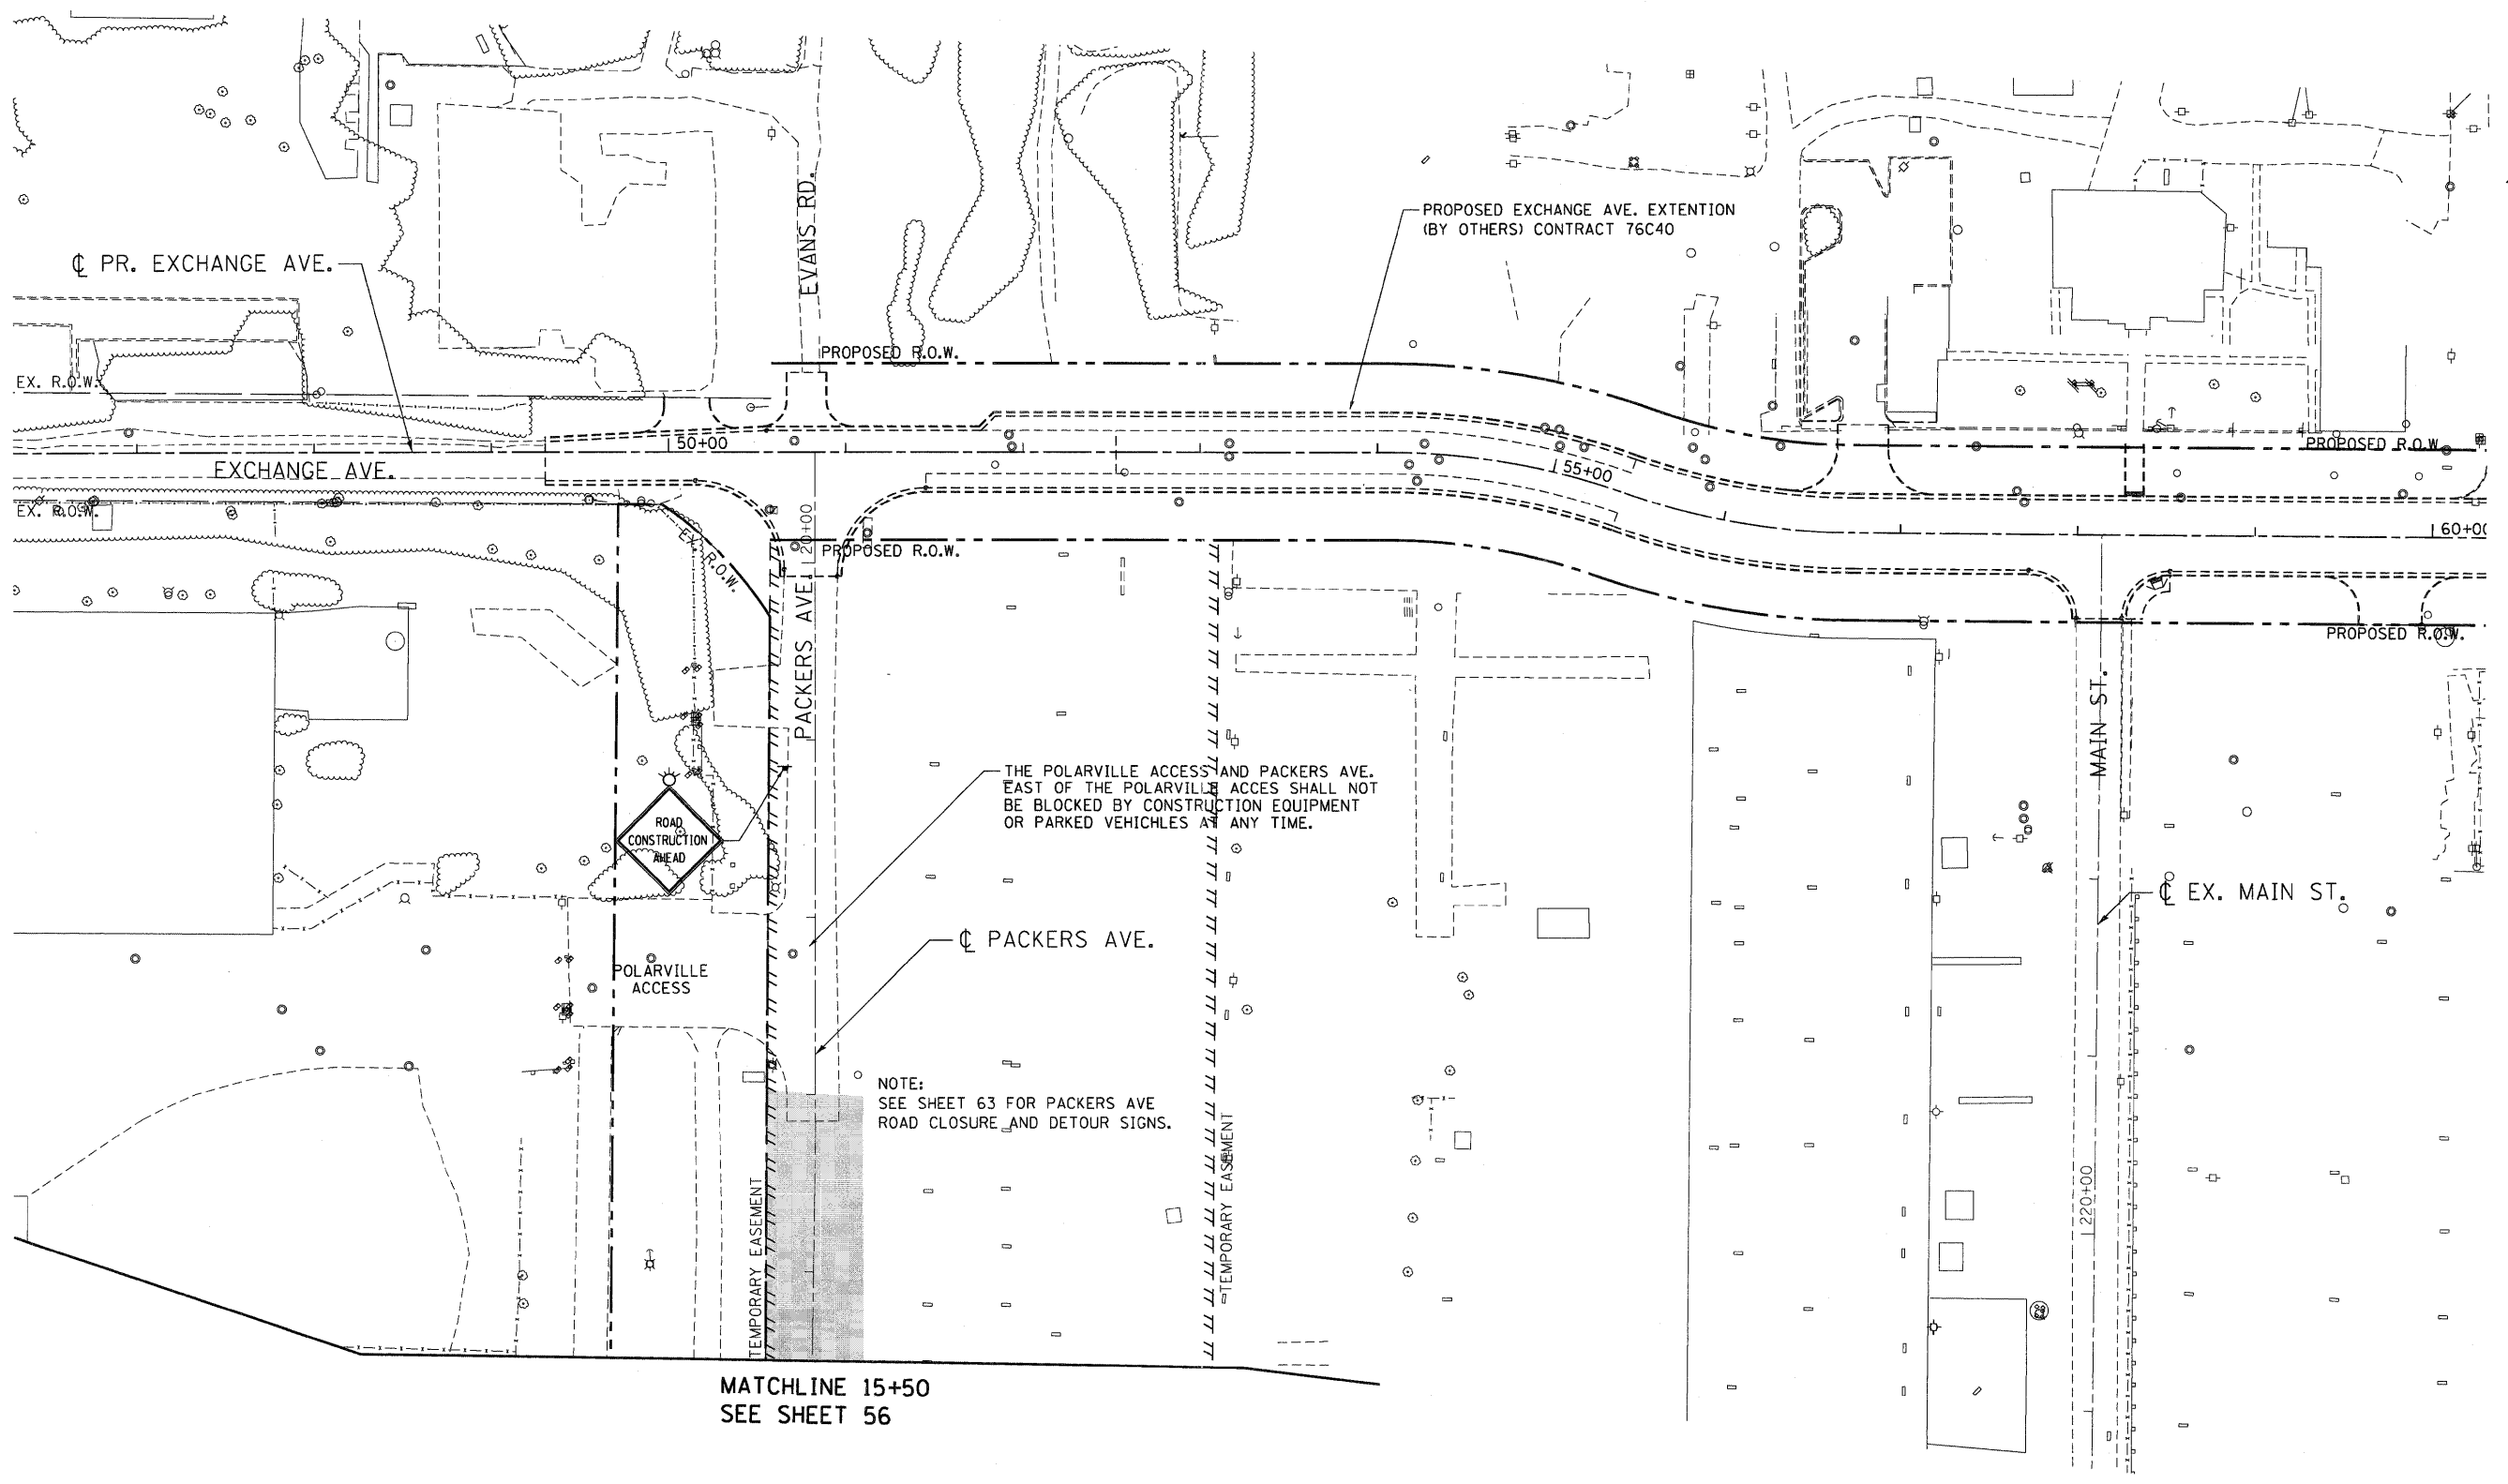 EVANS RD.
PROPOSED EXCHANGE AVE. EXTENTION
(BY OTHERS) CONTRACT 76C40
℄ PR. EXCHANGE AVE.
PROPOSED R.O.W.
EX. R.O.W.
50+00
PROPOSED R.O.W.
EXCHANGE AVE.
55+00
EX. R.O.W.
20+00
60+00
PROPOSED R.O.W.
EX. R.O.W.
PROPOSED R.O.W.
PACKERS AVE.
MAIN ST.
THE POLARVILLE ACCESS AND PACKERS AVE.
EAST OF THE POLARVILLE ACCES SHALL NOT
BE BLOCKED BY CONSTRUCTION EQUIPMENT
OR PARKED VEHICHLES AT ANY TIME.
ROAD
CONSTRUCTION
AHEAD
℄ EX. MAIN ST.
℄ PACKERS AVE.
POLARVILLE
ACCESS
NOTE:
SEE SHEET 63 FOR PACKERS AVE
ROAD CLOSURE AND DETOUR SIGNS.
TEMPORARY EASEMENT
TEMPORARY EASEMENT
220+00
MATCHLINE 15+50
SEE SHEET 56